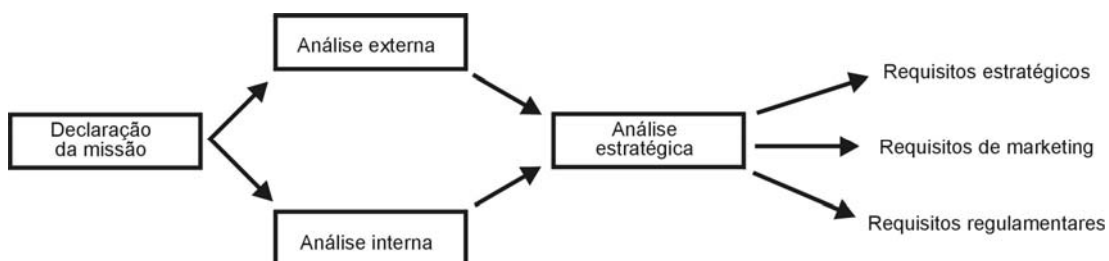 Análise externa
Declaração
da missão
Análise
estratégica
Análise interna
Requisitos estratégicos
Requisitos de marketing
Requisitos regulamentares